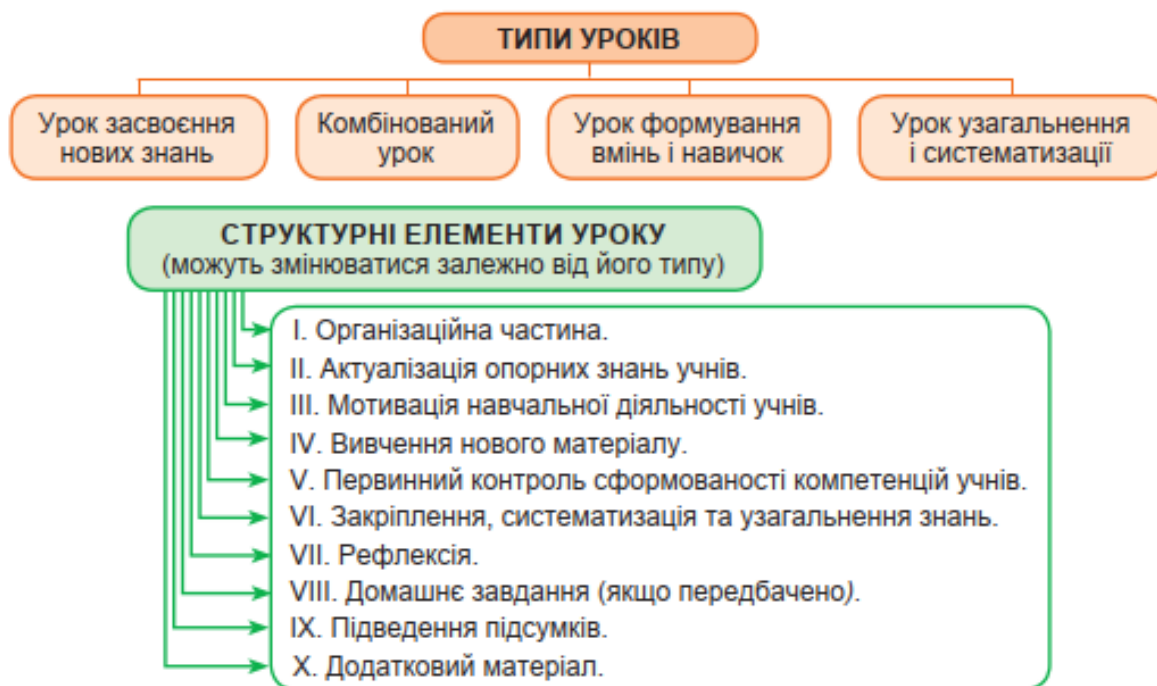 ТИПИ УРОКІВ
Урок засвоєння
нових знань
Комбінований
урок
Урок формування
вмінь і навичок
Урок узагальнення
і систематизації
СТРУКТУРНІ ЕЛЕМЕНТИ УРОКУ
(можуть змінюватися залежно від його типу)
I. Організаційна частина.
II. Актуалізація опорних знань учнів.
III. Мотивація навчальної діяльності учнів.
IV. Вивчення нового матеріалу.
V. Первинний контроль сформованості компетенцій учнів.
VI. Закріплення, систематизація та узагальнення знань.
VII. Рефлексія.
VIII. Домашнє завдання (якщо передбачено).
IX. Підведення підсумків.
X. Додатковий матеріал.